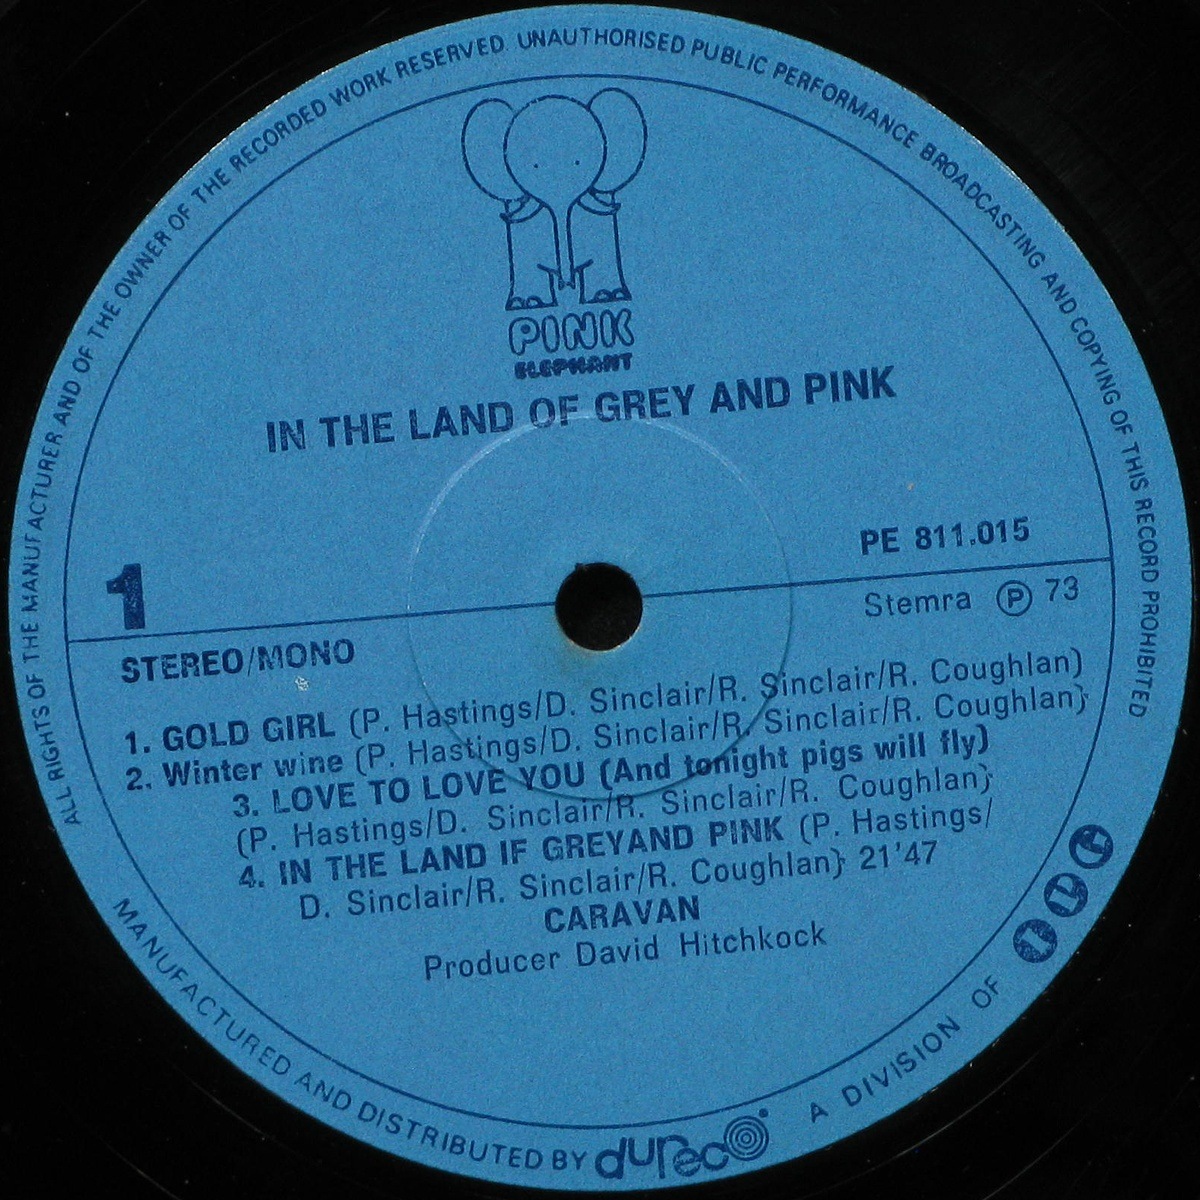 ALL RIGHTS OF THE MANUFACTURER AND OF THE OWNER OF THE RECORDED WORK RESERVED. UNAUTHORISED PUBLIC PERFORMANCE BROADCASTING AND COPYING OF THIS RECORD PROHIBITED
PINK
ELEPHANT
IN THE LAND OF GREY AND PINK
PE 811.015
1
Stemra Ⓟ 73
STEREO/MONO
1. GOLD GIRL (P. Hastings/D. Sinclair/R. Sinclair/R. Coughlan)
2. Winter wine (P. Hastings/D. Sinclair/R. Sinclair/R. Coughlan)
3. LOVE TO LOVE YOU (And tonight pigs will fly)
(P. Hastings/D. Sinclair/R. Sinclair/R. Coughlan)
4. IN THE LAND IF GREYAND PINK (P. Hastings/
D. Sinclair/R. Sinclair/R. Coughlan) 21'47
CARAVAN
Producer David Hitchkock
MANUFACTURED AND DISTRIBUTED BY dureco A DIVISION OF